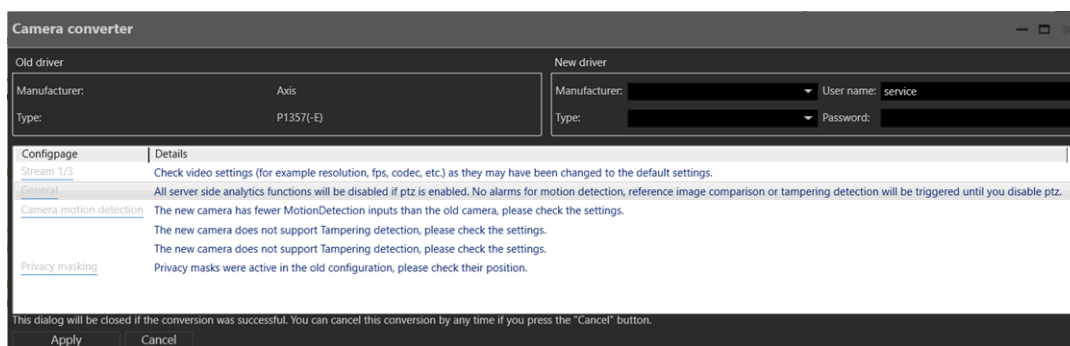 Camera converter
Old driver New driver
Manufacturer: Axis Manufacturer: User name: service
Type: P1357(-E) Type: Password:
Configpage Details
Stream 1/3 Check video settings (for example resolution, fps, codec, etc.) as they may have been changed to the default settings.
General All server side analytics functions will be disabled if ptz is enabled. No alarms for motion detection, reference image comparison or tampering detection will be triggered until you disable ptz.
Camera motion detection The new camera has fewer MotionDetection inputs than the old camera, please check the settings.
The new camera does not support Tampering detection, please check the settings.
The new camera does not support Tampering detection, please check the settings.
Privacy masking Privacy masks were active in the old configuration, please check their position.
This dialog will be closed if the conversion was successful. You can cancel this conversion by any time if you press the "Cancel" button.
Apply Cancel